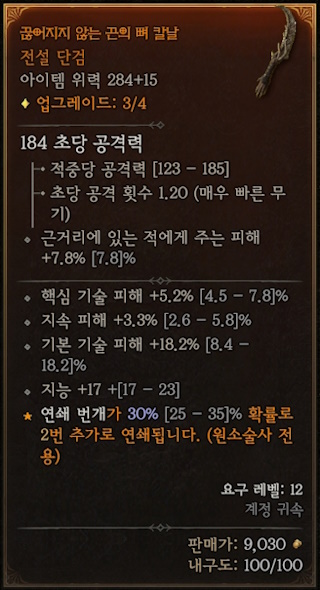 끊어지지 않는 끈의 뼈 칼날
전설 단검
아이템 위력 284+15
업그레이드: 3/4
184 초당 공격력
적중당 공격력 [123 - 185]
초당 공격 횟수 1.20 (매우 빠른 무
기)
근거리에 있는 적에게 주는 피해
+7.8% [7.8]%
핵심 기술 피해 +5.2% [4.5 - 7.8]%
지속 피해 +3.3% [2.6 - 5.8]%
기본 기술 피해 +18.2% [8.4 -
18.2]%
지능 +17 +[17 - 23]
연쇄 번개가 30% [25 - 35]% 확률로
2번 추가로 연쇄됩니다. (원소술사 전
용)
요구 레벨: 12
계정 귀속
판매가: 9,030
내구도: 100/100